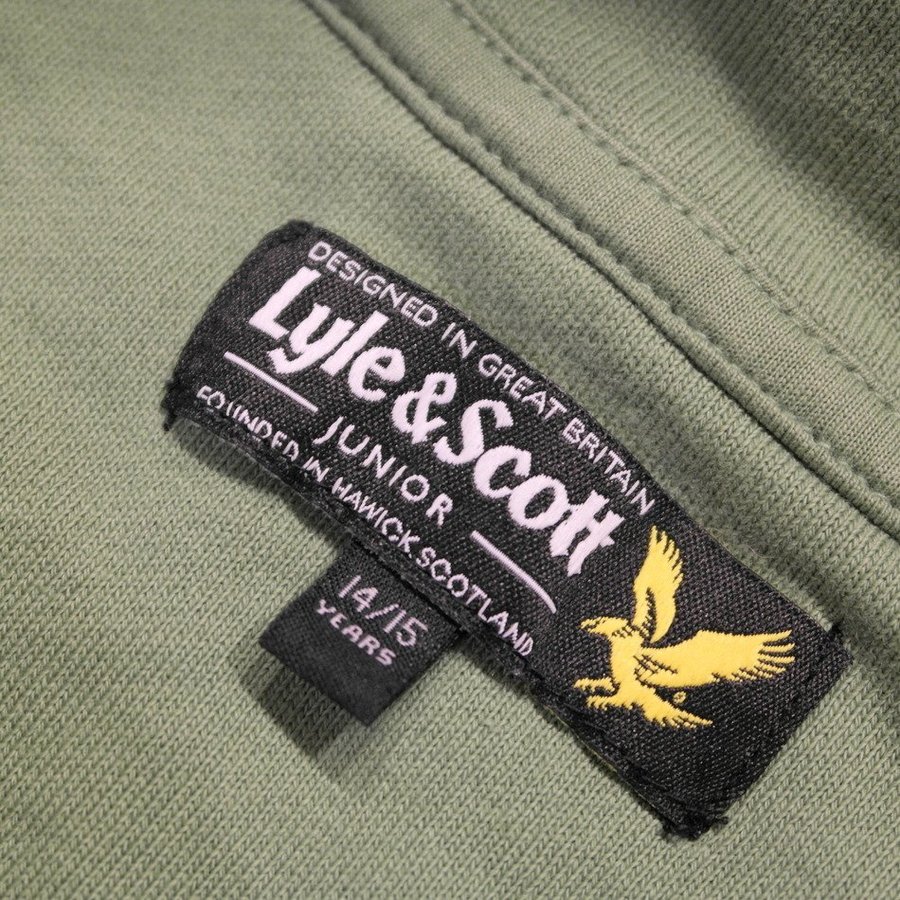 DESIGNED IN GREAT BRITAIN
Lyle&Scott
JUNIOR
FOUNDED IN HAWICK SCOTLAND
14/15
YEARS